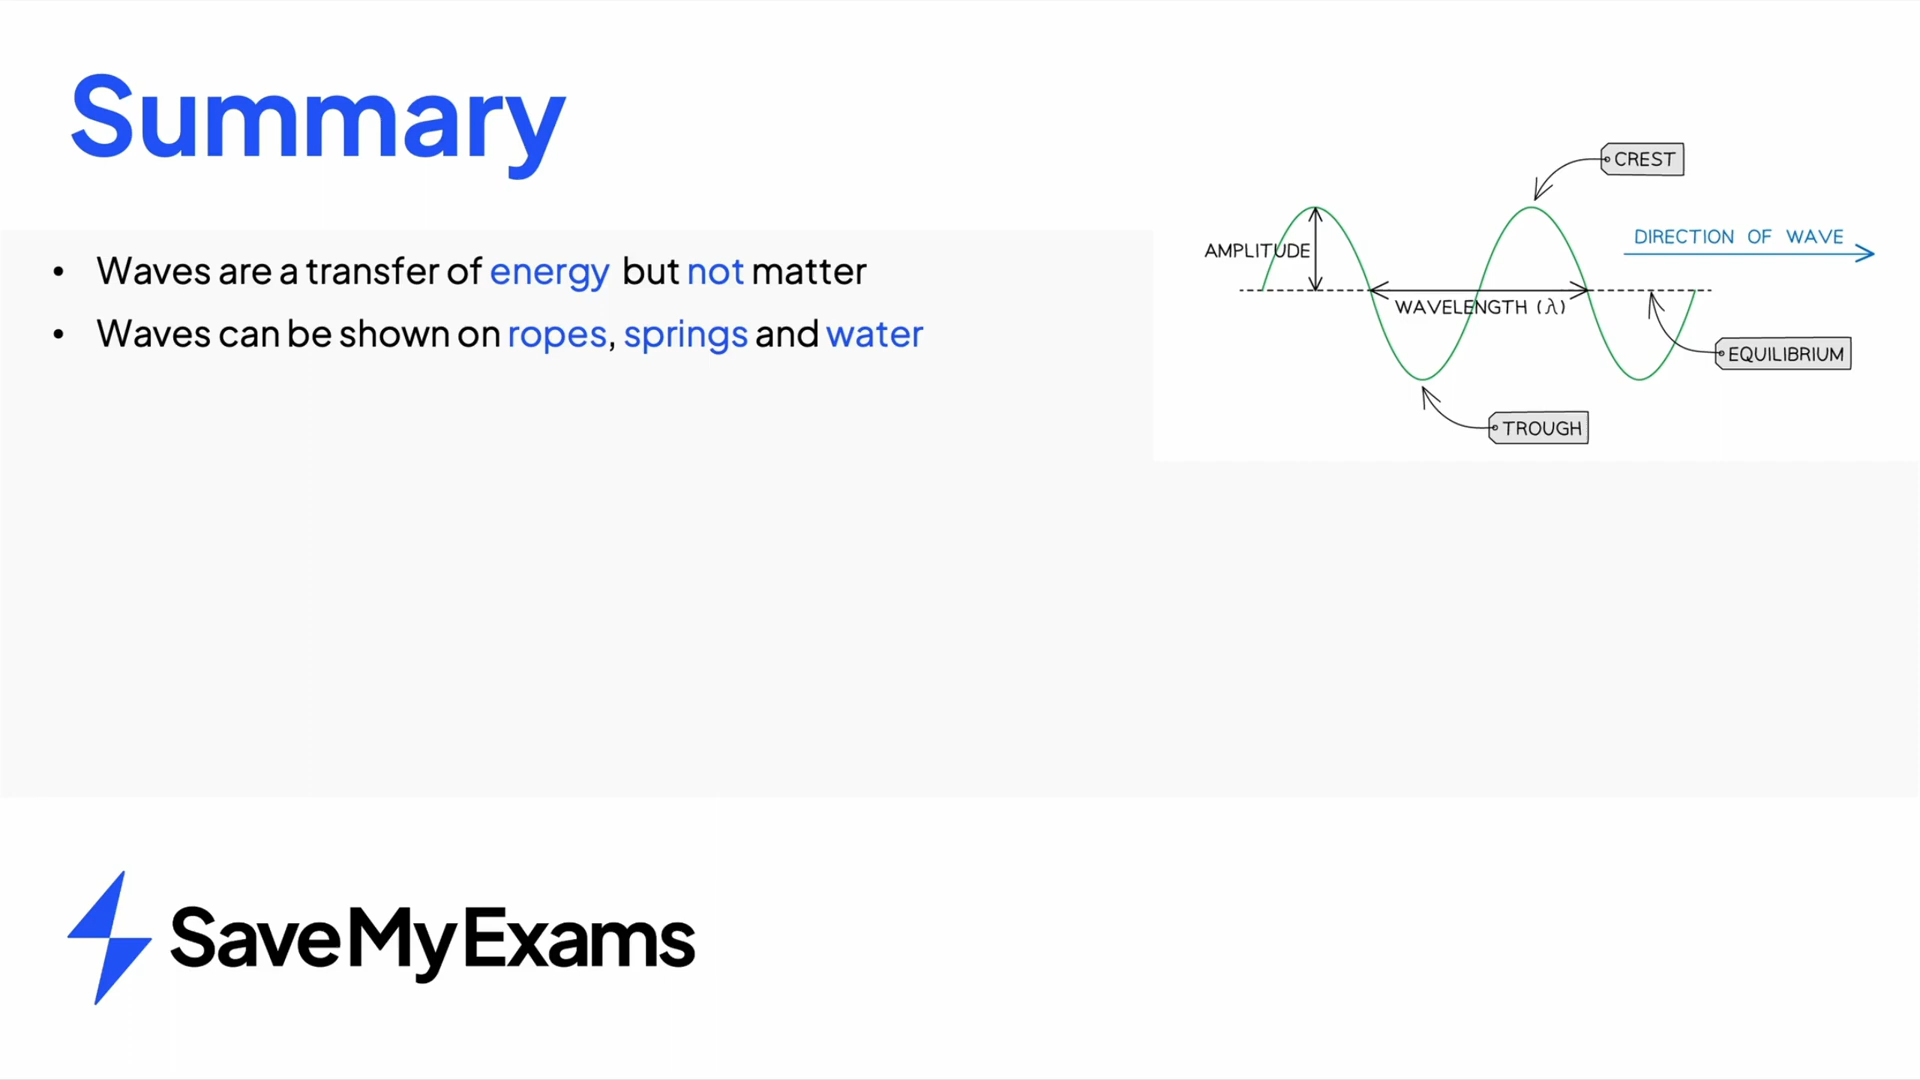 Summary
• Waves are a transfer of energy but not matter
• Waves can be shown on ropes, springs and water
CREST
DIRECTION OF WAVE
AMPLITUDE
WAVELENGTH (λ)
EQUILIBRIUM
TROUGH
SaveMyExams